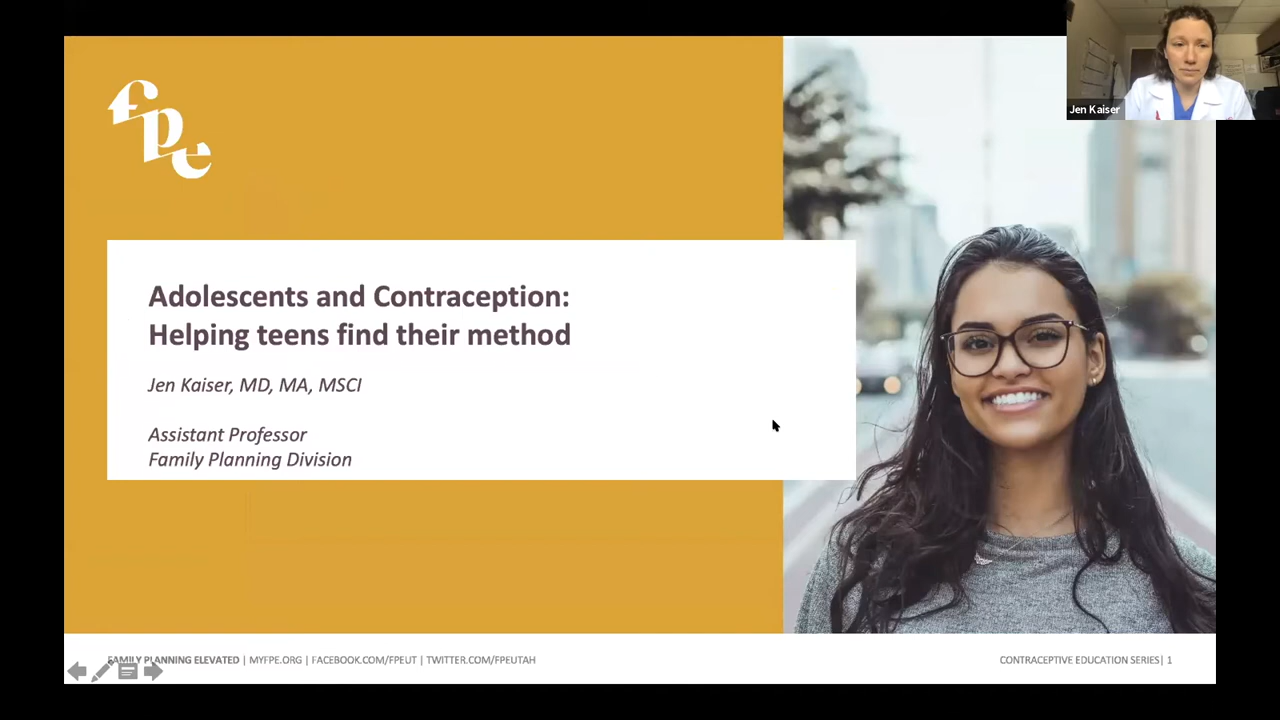 Jen Kaiser
fpe
Adolescents and Contraception:
Helping teens find their method
Jen Kaiser, MD, MA, MSCI
Assistant Professor
Family Planning Division
FAMILY PLANNING ELEVATED | MYFPE.ORG | FACEBOOK.COM/FPEUT | TWITTER.COM/FPEUTAH
CONTRACEPTIVE EDUCATION SERIES| 1